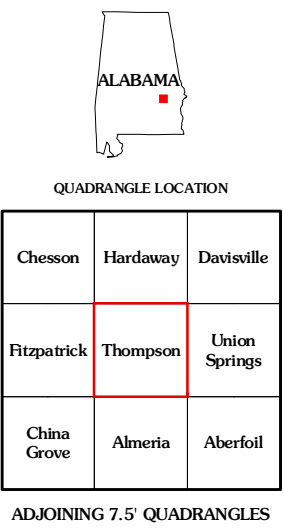 ALABAMA
QUADRANGLE LOCATION
Chesson Hardaway Davisville
Fitzpatrick Thompson Union
Springs
China
Grove Almeria Aberfoil
ADJOINING 7.5' QUADRANGLES